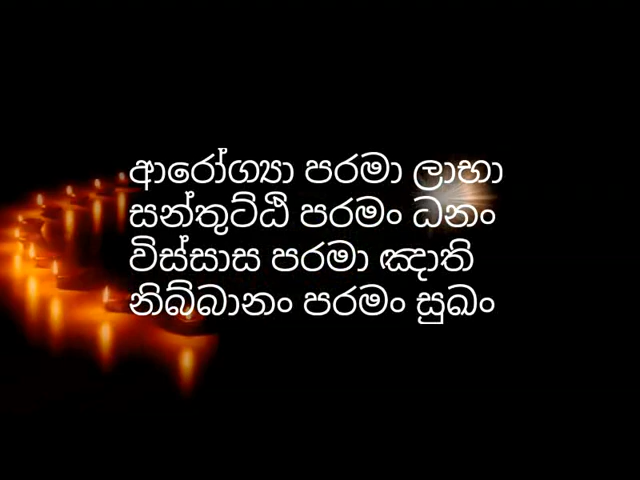 ආරෝග්‍යා පරමා ලාභා
සන්තුට්ඨි පරමං ධනං
විස්සාස පරමා ඤාති
නිබ්බානං පරමං සුඛං